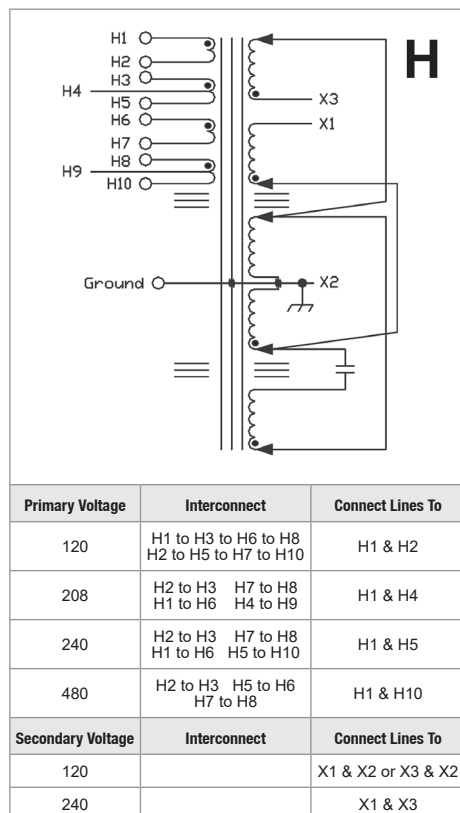 H
H1
H2
H3
H4
H5
H6
H7
H8
H9
H10
X3
X1
Ground
X2
Primary Voltage Interconnect Connect Lines To
120 H1 to H3 to H6 to H8 H1 & H2
H2 to H5 to H7 to H10
208 H2 to H3 H7 to H8 H1 & H4
H1 to H6 H4 to H9
240 H2 to H3 H7 to H8 H1 & H5
H1 to H6 H5 to H10
480 H2 to H3 H5 to H6 H1 & H10
H7 to H8
Secondary Voltage Interconnect Connect Lines To
120 X1 & X2 or X3 & X2
240 X1 & X3